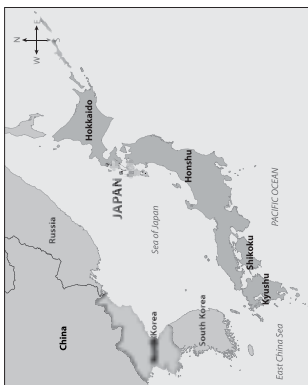 N
E
W
S
Russia
Hokkaido
China
JAPAN
Sea of Japan
Honshu
Korea
South Korea
PACIFIC OCEAN
Shikoku
Kyushu
East China Sea